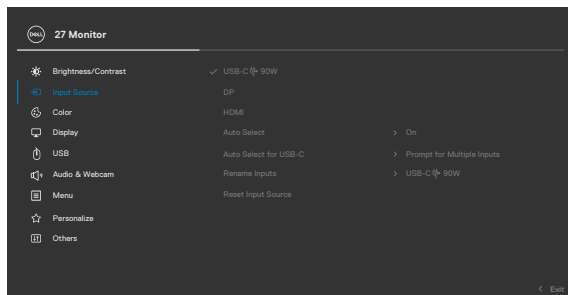 DELL 27 Monitor
Brightness/Contrast
Input Source
Color
Display
USB
Audio & Webcam
Menu
Personalize
Others
USB-C 90W
DP
HDMI
Auto Select On
Auto Select for USB-C Prompt for Multiple Inputs
Rename Inputs USB-C 90W
Reset Input Source
Exit